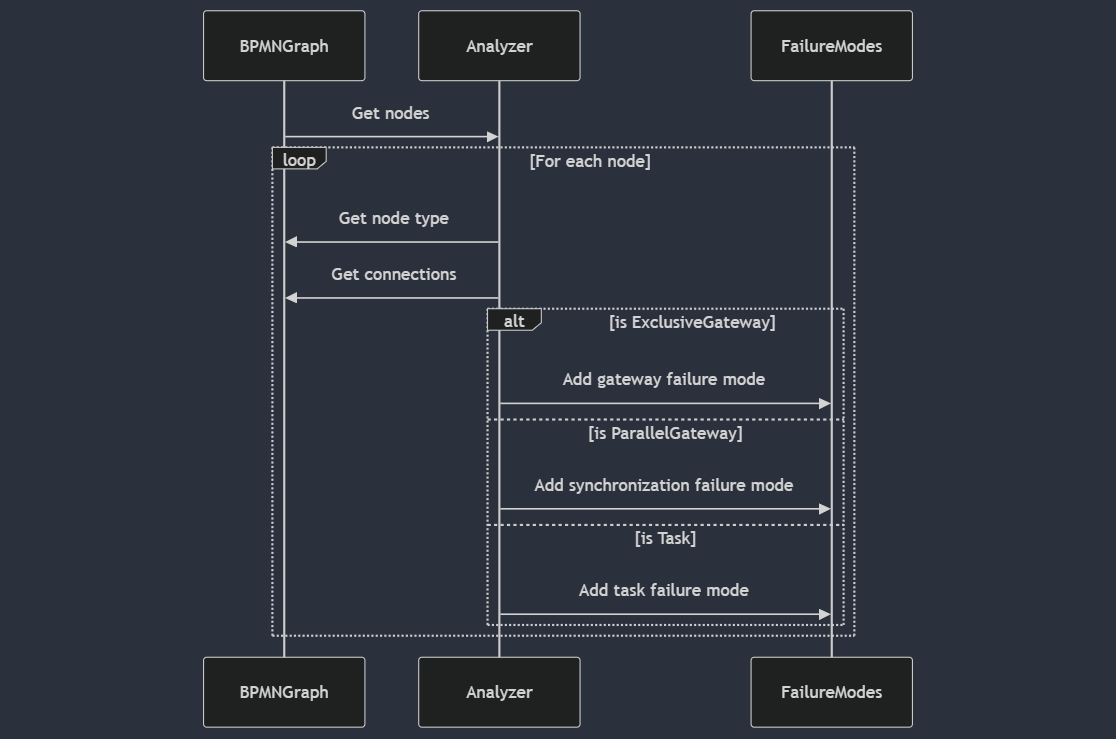 BPMNGraph
Analyzer
FailureModes
Get nodes
loop
[For each node]
Get node type
Get connections
alt
[is ExclusiveGateway]
Add gateway failure mode
[is ParallelGateway]
Add synchronization failure mode
[is Task]
Add task failure mode
BPMNGraph
Analyzer
FailureModes